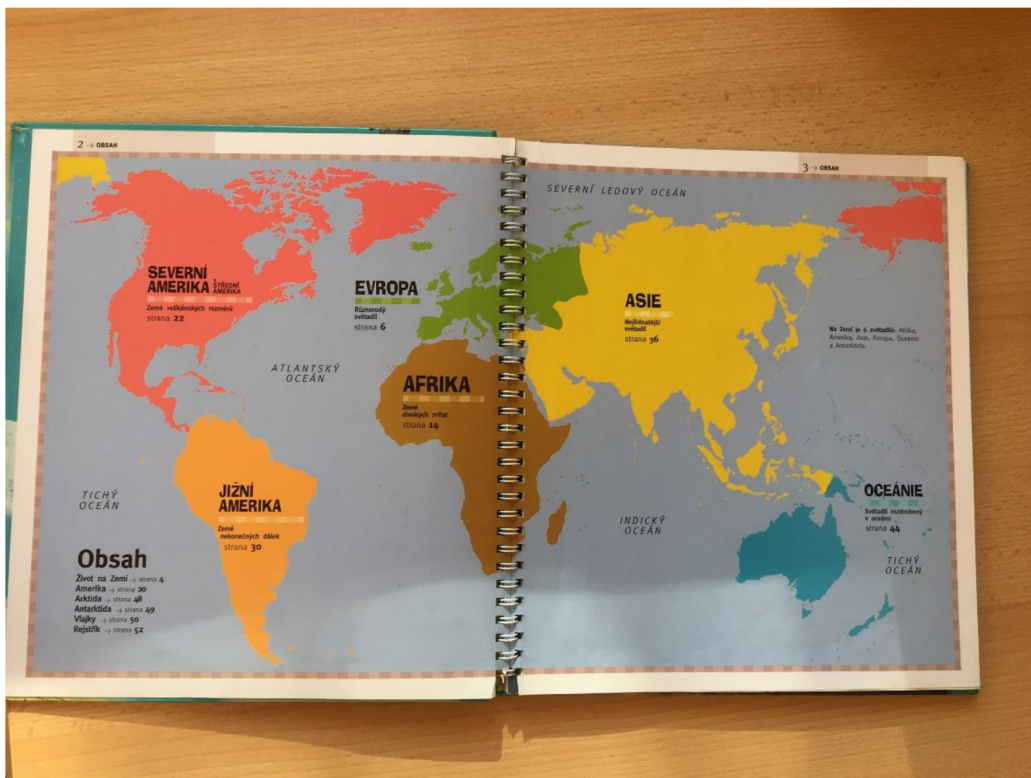 2 → OBSAH
3 → OBSAH
SEVERNÍ LEDOVÝ OCEÁN
SEVERNÍ
AMERIKA
I STŘEDNÍ
AMERIKA
Země velikánských rozměrů
strana 22
EVROPA
Různorodý
světadíl
strana 6
ASIE
Nejlidnatější
světadíl
strana 36
Na Zemi je 6 světadílů: Afrika,
Amerika, Asie, Evropa, Oceánie
a Antarktida.
ATLANTSKÝ
OCEÁN
AFRIKA
Země
divokých zvířat
strana 14
JIŽNÍ
AMERIKA
Země
nekonečných dálek
strana 30
TICHÝ
OCEÁN
INDICKÝ
OCEÁN
OCEÁNIE
Světadíl rozdrobený
v oceánu
strana 44
TICHÝ
OCEÁN
Obsah
Život na Zemi → strana 4
Amerika → strana 20
Arktida → strana 48
Antarktida → strana 49
Vlajky → strana 50
Rejstřík → strana 52